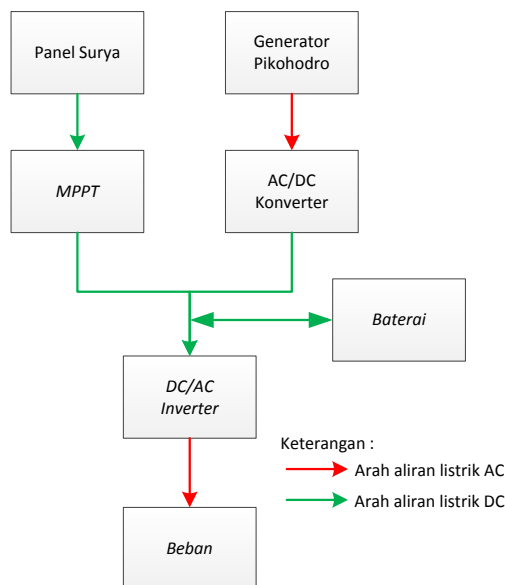 Panel Surya
Generator
Pikohodro
MPPT
AC/DC
Konverter
Baterai
DC/AC
Inverter
Keterangan :
Arah aliran listrik AC
Arah aliran listrik DC
Beban